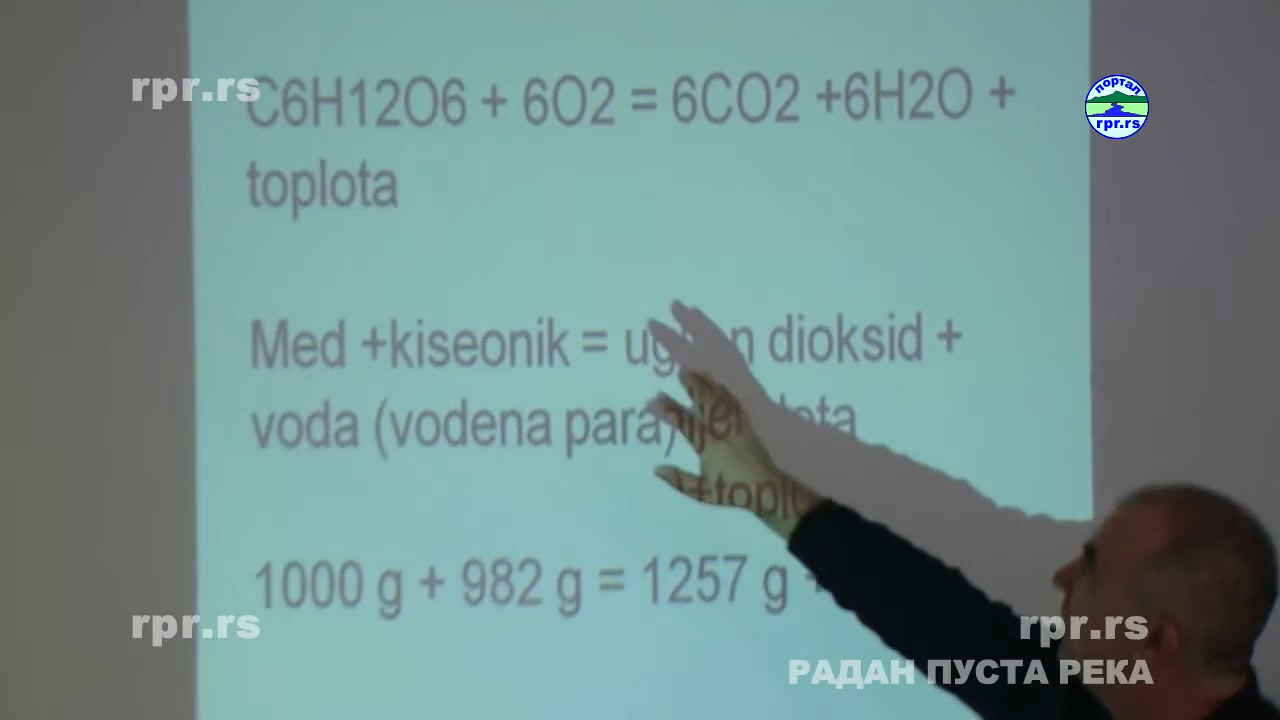 rpr.rs
C6H12O6 + 6O2 = 6CO2 +6H2O +
toplota
портал
rpr.rs
Med +kiseonik = dioksid +
voda (vodena para)
+toplo
1000 g + 982 g = 1257 g +
rpr.rs
rpr.rs
РАДАН ПУСТА РЕКА